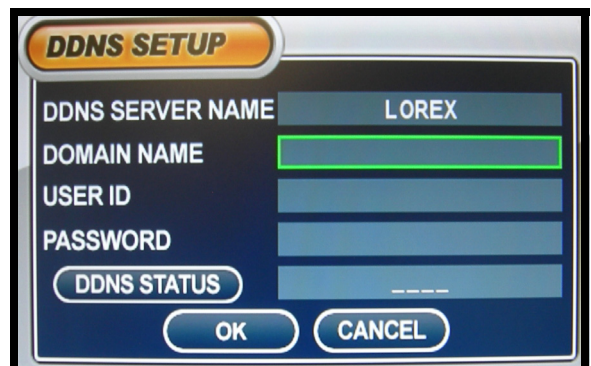 DDNS SETUP
DDNS SERVER NAME LOREX
DOMAIN NAME
USER ID
PASSWORD
DDNS STATUS ____
OK CANCEL